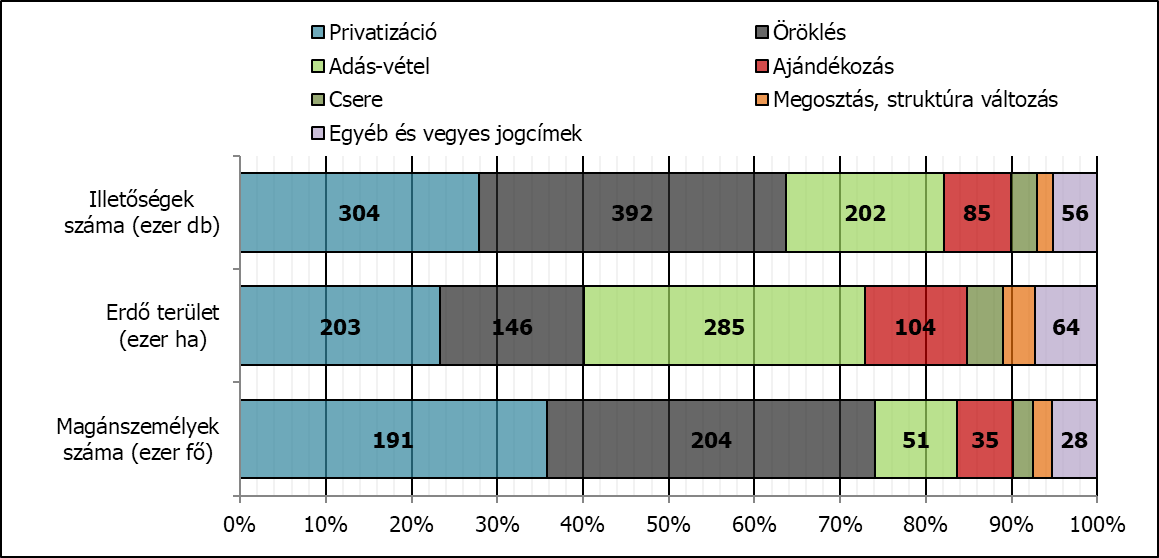 Privatizáció
Öröklés
Adás-vétel
Ajándékozás
Csere
Megosztás, struktúra változás
Egyéb és vegyes jogcímek
Illetőségek
száma (ezer db)
304
392
202
85
56
Erdő terület
(ezer ha)
203
146
285
104
64
Magánszemélyek
száma (ezer fő)
191
204
51
35
28
0%
10%
20%
30%
40%
50%
60%
70%
80%
90%
100%